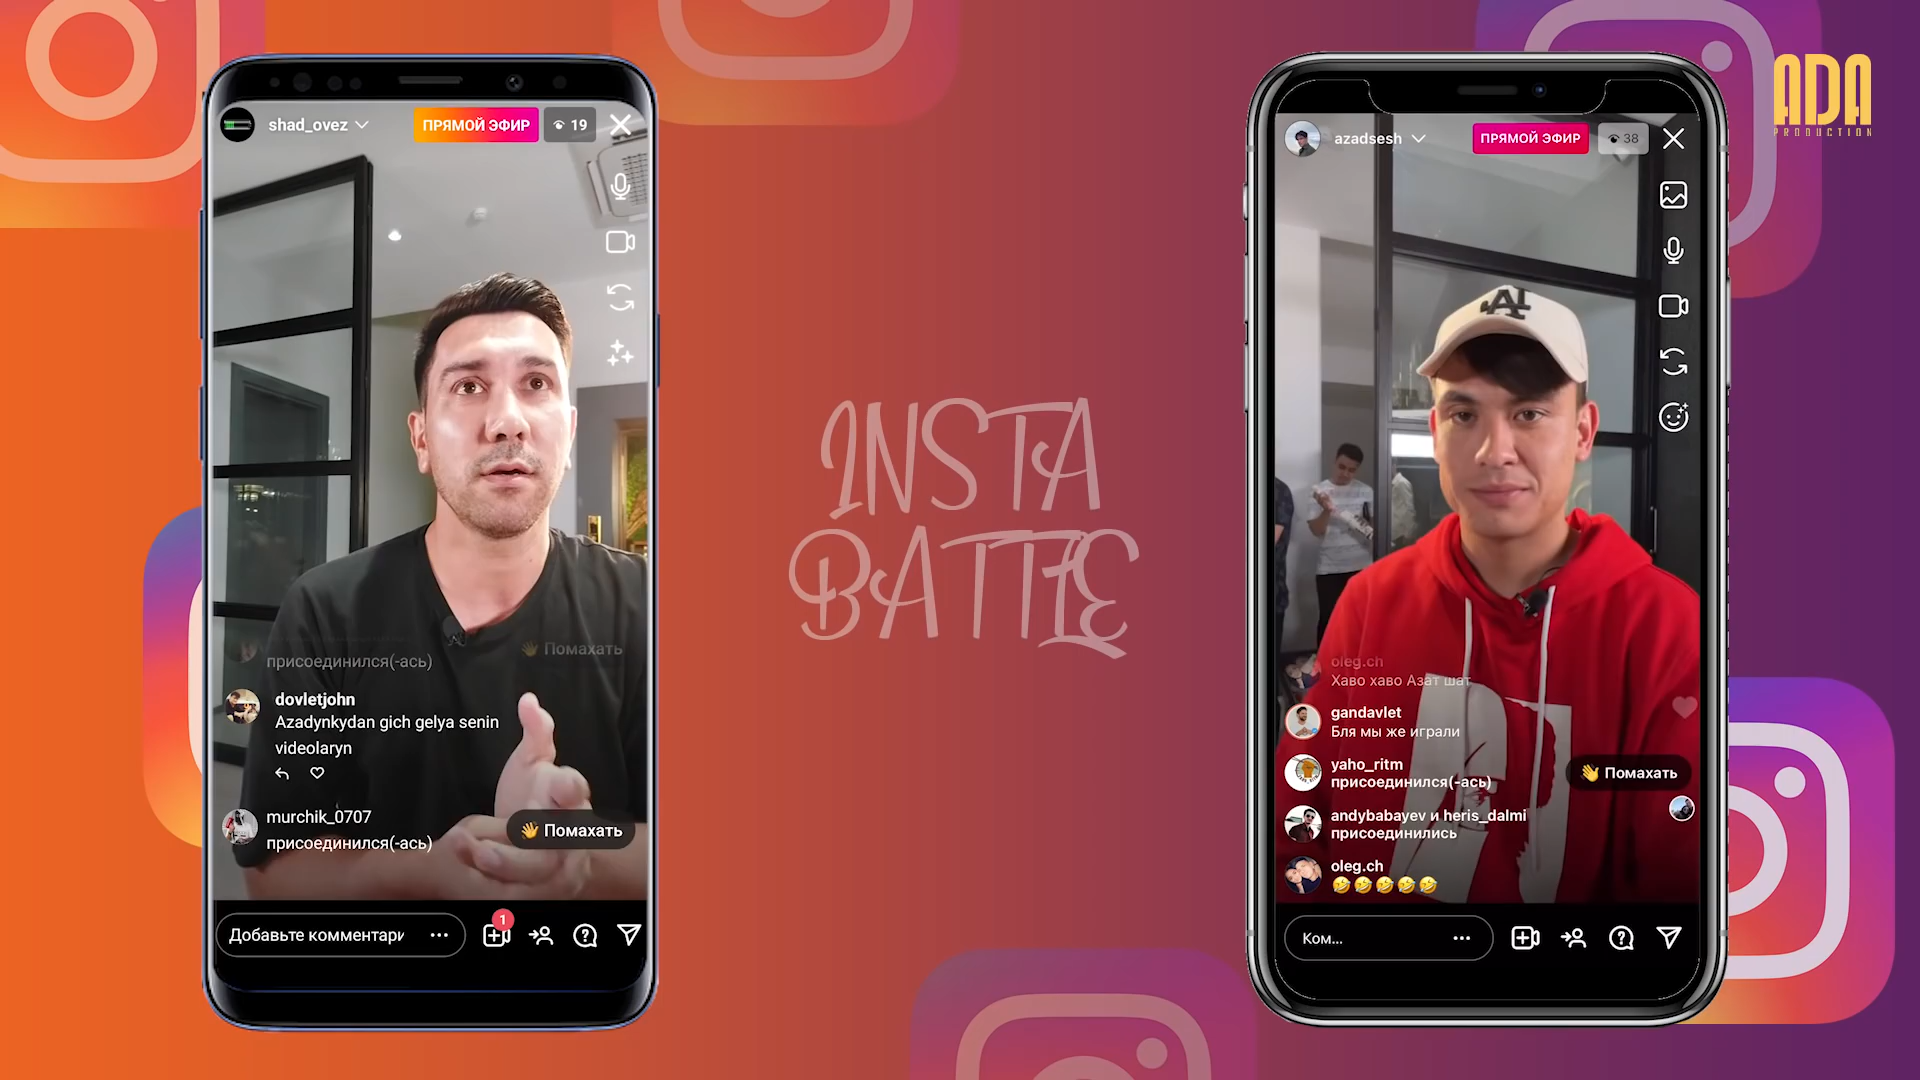 shad_ovez
ПРЯМОЙ ЭФИР
19
присоединился(-ась)
Помахать
dovletjohn
Azadynkydan gich gelya senin
videolaryn
murchik_0707
присоединился(-ась)
Помахать
Добавьте комментари
1
INSTA
BATTLE
azadsesh
ПРЯМОЙ ЭФИР
38
oleg.ch
Хаво хаво Азат шат
gandavlet
Бля мы же играли
yaho_ritm
присоединился(-ась)
Помахать
andybabayev и heris_dalmi
присоединились
oleg.ch
🤣🤣🤣🤣🤣
Ком...
ADA
PRODUCTION